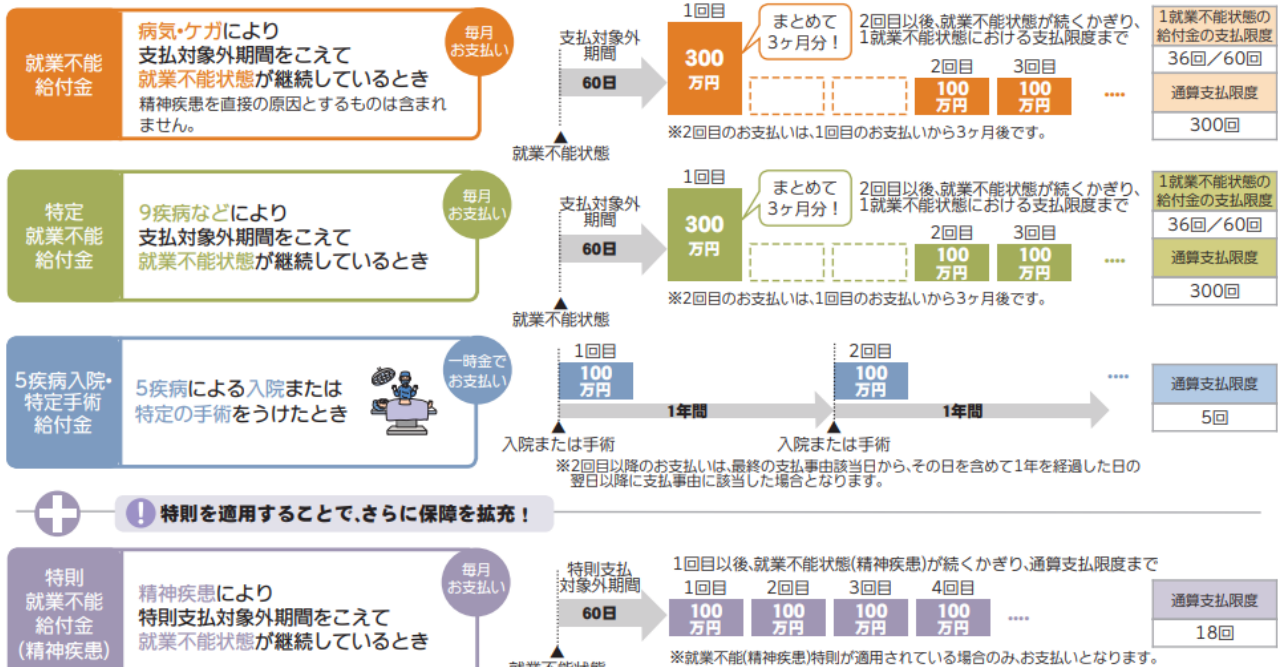 就業不能
給付金
病気・ケガにより
支払対象外期間をこえて
就業不能状態が継続しているとき
精神疾患を直接の原因とするものは含まれ
ません。
毎月
お支払い
支払対象外
期間
60日
就業不能状態
1回目
300
万円
まとめて
3ヶ月分！
2回目以後、就業不能状態が続くかぎり、
1就業不能状態における支払限度まで
2回目
100
万円
3回目
100
万円
※2回目のお支払いは、1回目のお支払いから3ヶ月後です。
1就業不能状態の
給付金の支払限度
36回／60回
通算支払限度
300回
特定
就業不能
給付金
9疾病などにより
支払対象外期間をこえて
就業不能状態が継続しているとき
毎月
お支払い
支払対象外
期間
60日
就業不能状態
1回目
300
万円
まとめて
3ヶ月分！
2回目以後、就業不能状態が続くかぎり、
1就業不能状態における支払限度まで
2回目
100
万円
3回目
100
万円
※2回目のお支払いは、1回目のお支払いから3ヶ月後です。
1就業不能状態の
給付金の支払限度
36回／60回
通算支払限度
300回
5疾病入院・
特定手術
給付金
5疾病による入院または
特定の手術をうけたとき
一時金で
お支払い
1回目
100
万円
1年間
入院または手術
2回目
100
万円
1年間
入院または手術
※2回目以降のお支払いは、最終の支払事由該当日から、その日を含めて1年を経過した日の
翌日以降に支払事由に該当した場合となります。
通算支払限度
5回
特則を適用することで、さらに保障を拡充！
特則
就業不能
給付金
(精神疾患)
精神疾患により
特則支払対象外期間をこえて
就業不能状態が継続しているとき
毎月
お支払い
特則支払
対象外期間
60日
就業不能状態
1回目以後、就業不能状態(精神疾患)が続くかぎり、通算支払限度まで
1回目
100
万円
2回目
100
万円
3回目
100
万円
4回目
100
万円
※就業不能(精神疾患)特則が適用されている場合のみ、お支払いとなります。
通算支払限度
18回